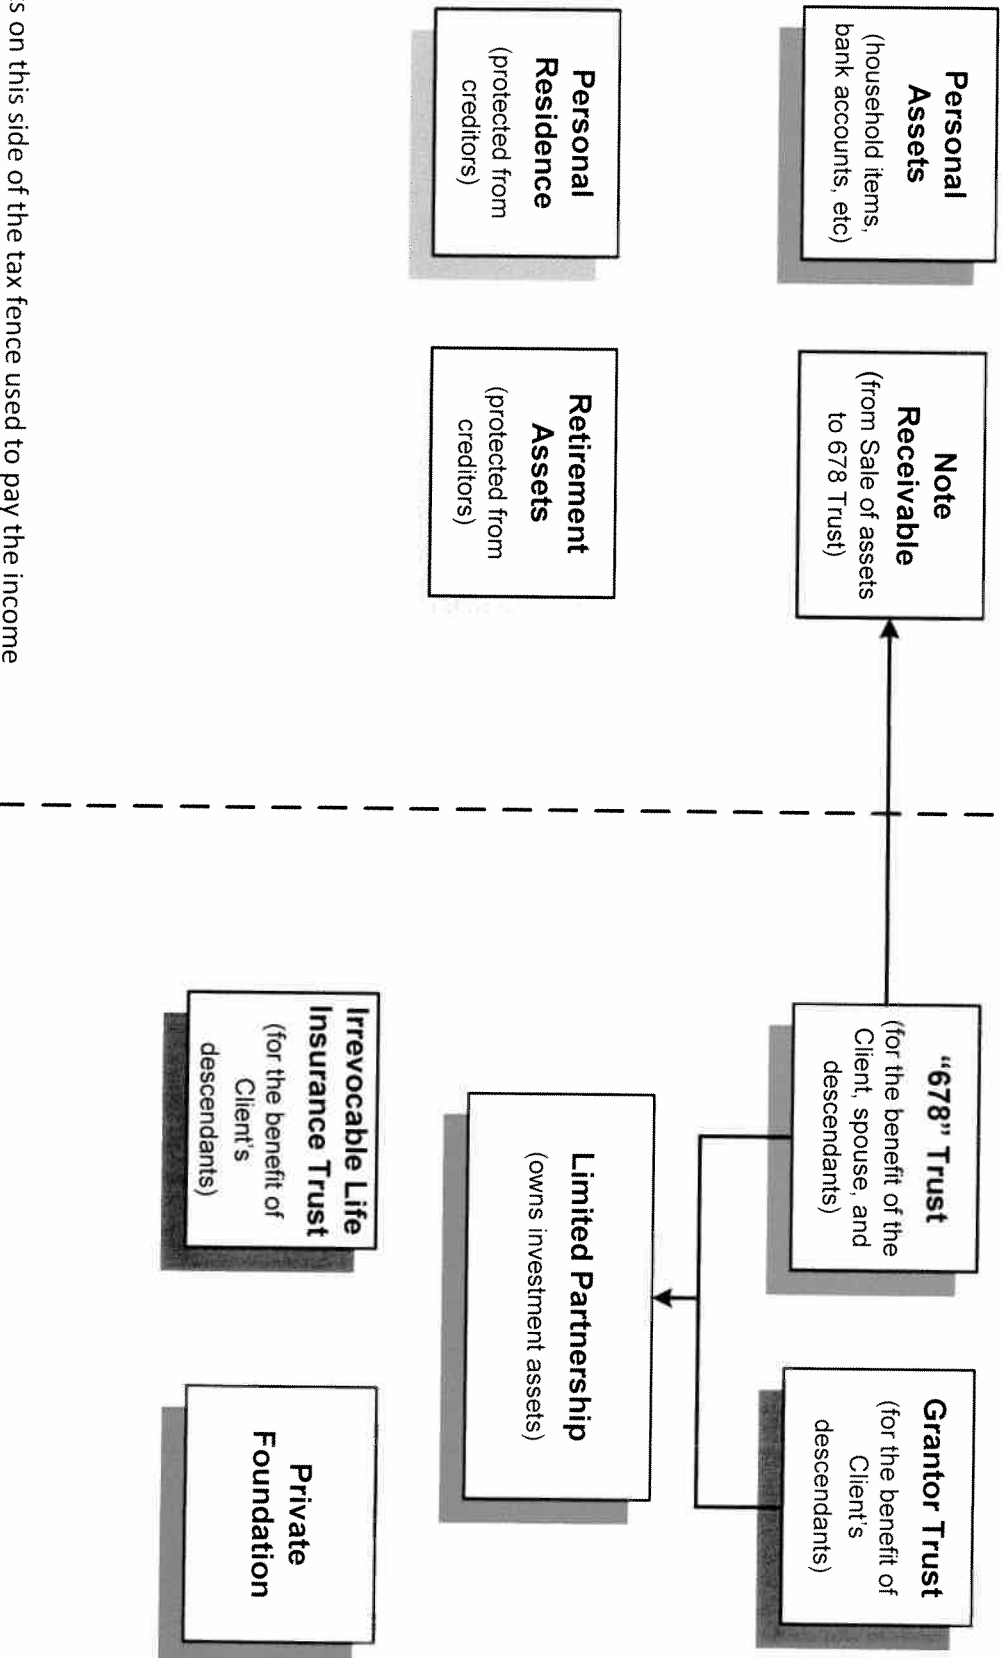 Personal
Assets
(household items,
bank accounts, etc)
Note
Receivable
(from Sale of assets
to 678 Trust)
"678" Trust
(for the benefit of the
Client, spouse, and
descendants)
Grantor Trust
(for the benefit of
Client's
descendants)
Personal
Residence
(protected from
creditors)
Retirement
Assets
(protected from
creditors)
Limited Partnership
(owns investment assets)
Irrevocable Life
Insurance Trust
(for the benefit of
Client's
descendants)
Private
Foundation
on this side of the tax fence used to pay the income